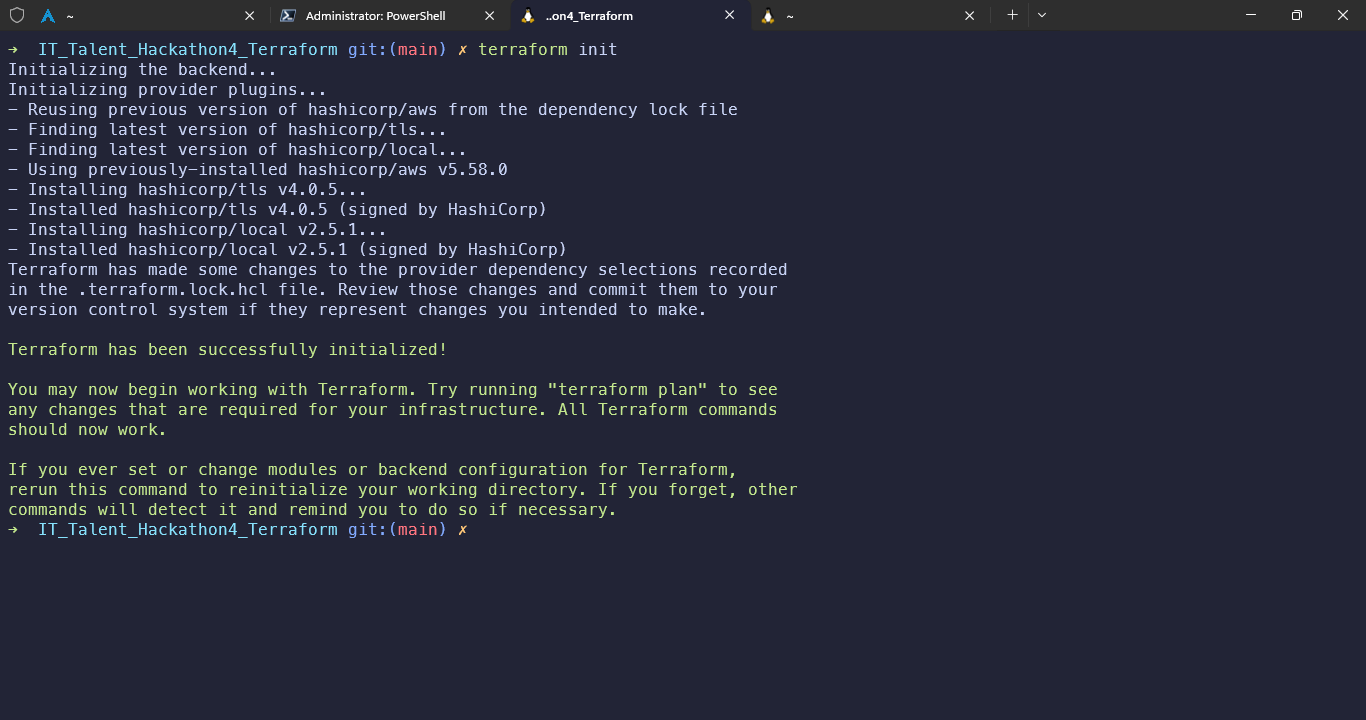 ~
Administrator: PowerShell
..on4_Terraform
~
➜  IT_Talent_Hackathon4_Terraform git:(main) ✗ terraform init
Initializing the backend...
Initializing provider plugins...
- Reusing previous version of hashicorp/aws from the dependency lock file
- Finding latest version of hashicorp/tls...
- Finding latest version of hashicorp/local...
- Using previously-installed hashicorp/aws v5.58.0
- Installing hashicorp/tls v4.0.5...
- Installed hashicorp/tls v4.0.5 (signed by HashiCorp)
- Installing hashicorp/local v2.5.1...
- Installed hashicorp/local v2.5.1 (signed by HashiCorp)
Terraform has made some changes to the provider dependency selections recorded
in the .terraform.lock.hcl file. Review those changes and commit them to your
version control system if they represent changes you intended to make.

Terraform has been successfully initialized!

You may now begin working with Terraform. Try running "terraform plan" to see
any changes that are required for your infrastructure. All Terraform commands
should now work.

If you ever set or change modules or backend configuration for Terraform,
rerun this command to reinitialize your working directory. If you forget, other
commands will detect it and remind you to do so if necessary.
➜  IT_Talent_Hackathon4_Terraform git:(main) ✗